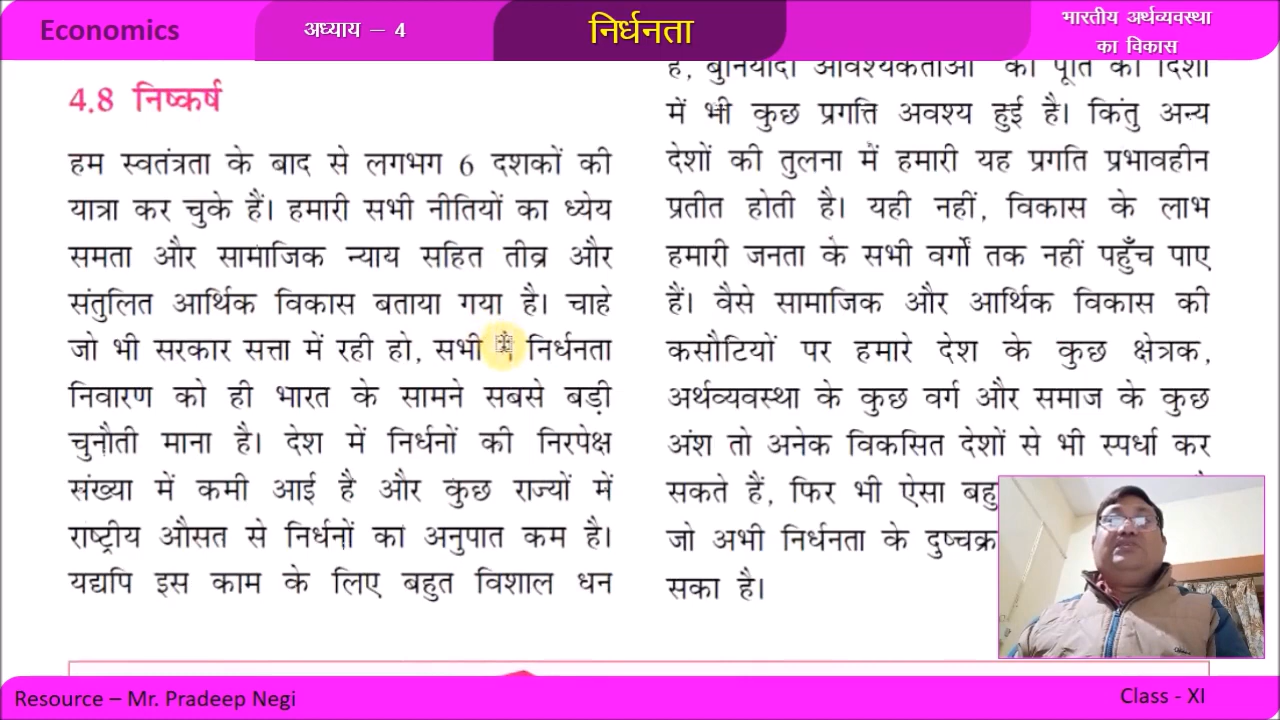 Economics
अध्याय – 4
निर्धनता
भारतीय अर्थव्यवस्था
का विकास
4.8 निष्कर्ष
हम स्वतंत्रता के बाद से लगभग 6 दशकों की
यात्रा कर चुके हैं। हमारी सभी नीतियों का ध्येय
समता और सामाजिक न्याय सहित तीव्र और
संतुलित आर्थिक विकास बताया गया है। चाहे
जो भी सरकार सत्ता में रही हो, सभी निर्धनता
निवारण को ही भारत के सामने सबसे बड़ी
चुनौती माना है। देश में निर्धनों की निरपेक्ष
संख्या में कमी आई है और कुछ राज्यों में
राष्ट्रीय औसत से निर्धनों का अनुपात कम है।
यद्यपि इस काम के लिए बहुत विशाल धन
है, बुनियादी आवश्यकताओं की पूर्ति की दिशा
में भी कुछ प्रगति अवश्य हुई है। किंतु अन्य
देशों की तुलना में हमारी यह प्रगति प्रभावहीन
प्रतीत होती है। यही नहीं, विकास के लाभ
हमारी जनता के सभी वर्गों तक नहीं पहुँच पाए
हैं। वैसे सामाजिक और आर्थिक विकास की
कसौटियों पर हमारे देश के कुछ क्षेत्रक,
अर्थव्यवस्था के कुछ वर्ग और समाज के कुछ
अंश तो अनेक विकसित देशों से भी स्पर्धा कर
सकते हैं, फिर भी ऐसा
जो अभी निर्धनता के
सका है।
Resource – Mr. Pradeep Negi
Class - XI